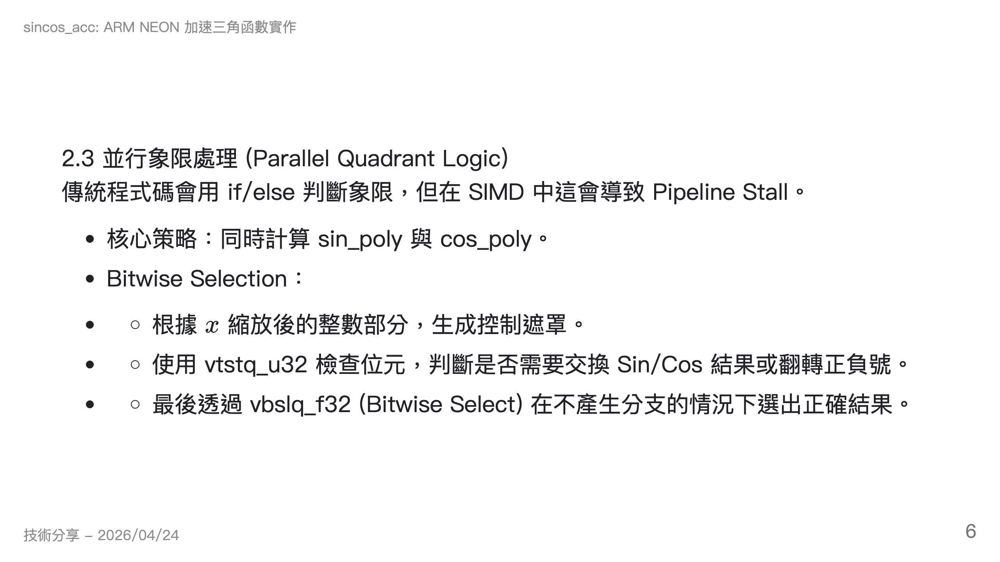 sincos_acc: ARM NEON 加速三角函數實作
2.3 並行象限處理 (Parallel Quadrant Logic)
傳統程式碼會用 if/else 判斷象限，但在 SIMD 中這會導致 Pipeline Stall。
• 核心策略：同時計算 sin_poly 與 cos_poly。
• Bitwise Selection：
• ○ 根據 x 縮放後的整數部分，生成控制遮罩。
• ○ 使用 vtstq_u32 檢查位元，判斷是否需要交換 Sin/Cos 結果或翻轉正負號。
• ○ 最後透過 vbslq_f32 (Bitwise Select) 在不產生分支的情況下選出正確結果。
技術分享 – 2026/04/24
6